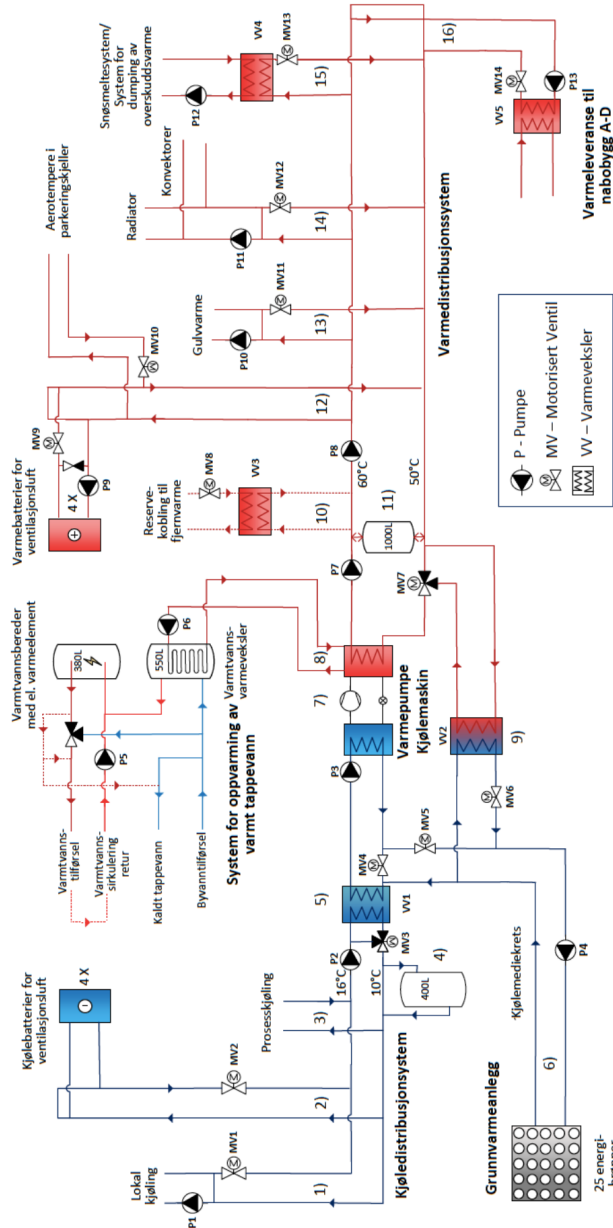 Snøsmeltesystem/
System for
dumping av
overskuddsvarme
P12
VV4
MV13
15)
16)
VV5
MV14
P13
Varmeleveranse til
nabobygg A-D
Aerotempere i
parkeringskjeller
Radiator
Konvektorer
P11
MV12
14)
Gulvvarme
P10
MV11
13)
MV10
12)
Varmedistribusjonssystem
P - Pumpe
MV – Motorisert Ventil
VV – Varmeveksler
Varmebatterier for
ventilasjonsluft
4 X
MV9
P9
P8
60°C
50°C
Reserve-
kobling til
fjernvarme
MV8
VV3
10)
11)
1000L
P7
MV7
Varmtvannsbereder
med el. varmeelement
380L
P5
P6
550L
Varmtvanns-
varmeveksler
Varmtvanns-
tilførsel
Varmtvanns-
sirkulering
retur
Kaldt tappevann
Byvanntilførsel
System for oppvarming av
varmt tappevann
7)
8)
Varmepumpe
Kjølemaskin
P3
VV2
9)
MV6
MV5
MV4
5)
VV1
MV3
P2
16°C
10°C
4)
400L
P4
Kjølemediekrets
6)
Kjølebatterier for
ventilasjonsluft
4 X
MV2
2)
Prosesskjøling
3)
Kjøledistribusjonsystem
Lokal
kjøling
P1
MV1
1)
Grunnvarmeanlegg
25 energi-